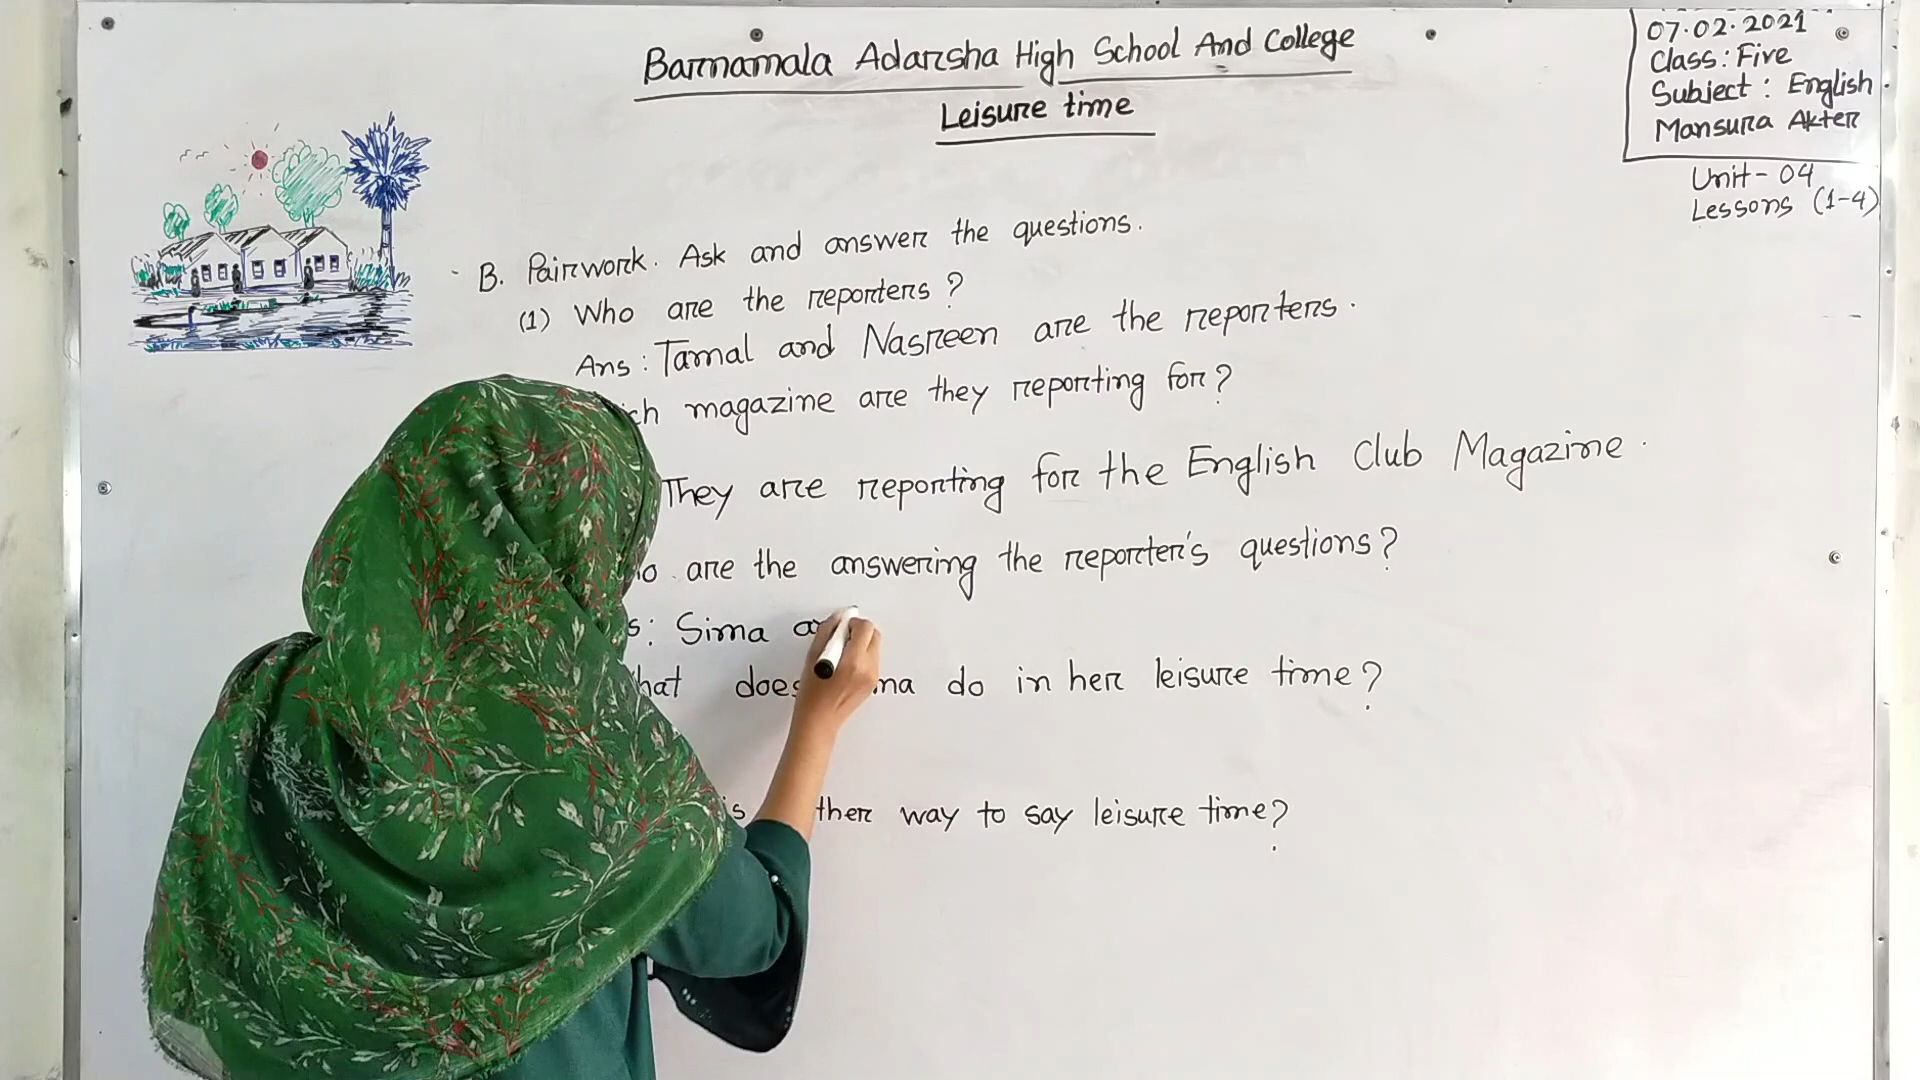 Barnamala Adarsha High School And College
Leisure time
07.02.2021
Class: Five
Subject: English
Mansura Akter
Unit- 04
Lessons (1-4)
B. Pairwork. Ask and answer the questions.
(1) Who are the reporters?
Ans: Tamal and Nasreen are the reporters.
magazine are they reporting for?
They are reporting for the English Club Magazine.
are the answering the reporter's questions?
Sima
do in her leisure time?
way to say leisure time?